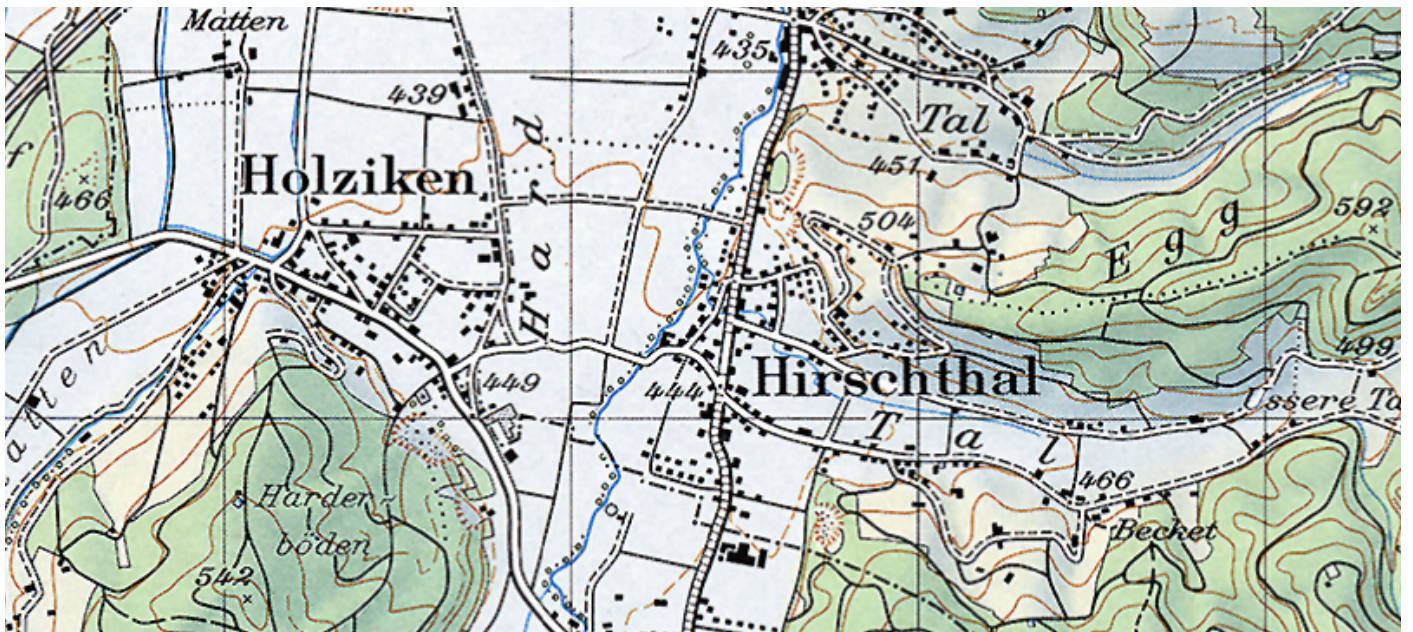 Matten
435
439
Tal
451
f
Holziken
466
Hard
504
592
Egg
499
Hirschthal
449
444
Ussere Ta
Tal
alten
466
Harder-
böden
Becket
542